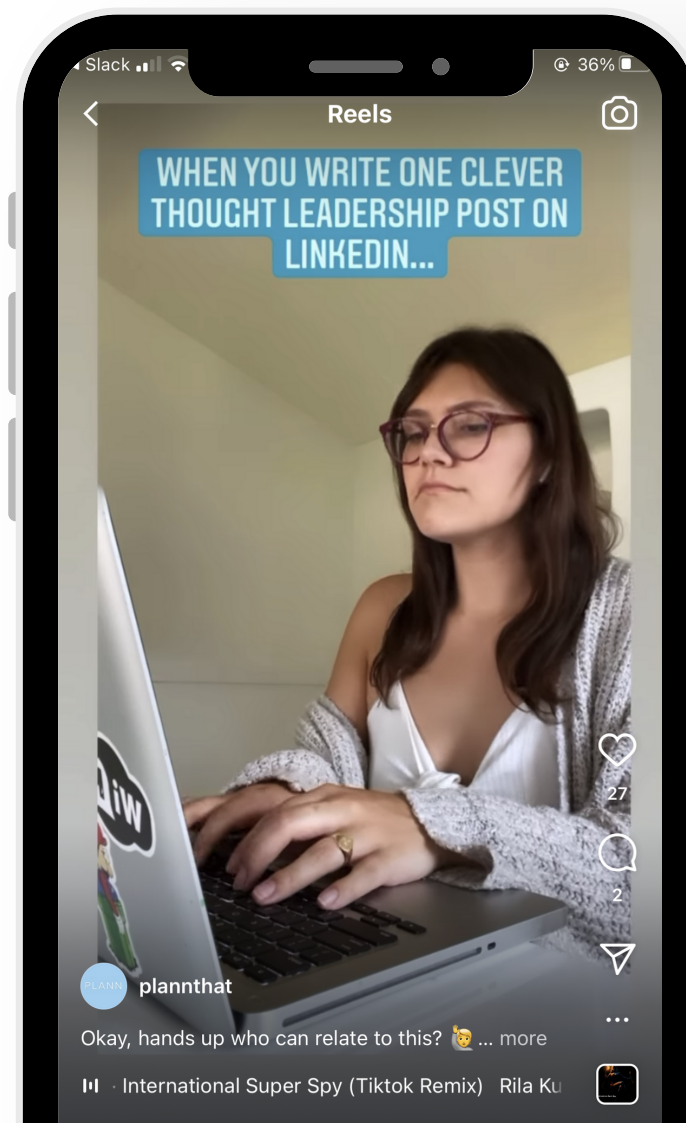 Slack 36%
Reels
WHEN YOU WRITE ONE CLEVER
THOUGHT LEADERSHIP POST ON
LINKEDIN...
27
2
PLANN plannthat
Okay, hands up who can relate to this? 🙋 ... more
· International Super Spy (Tiktok Remix) Rila Ku